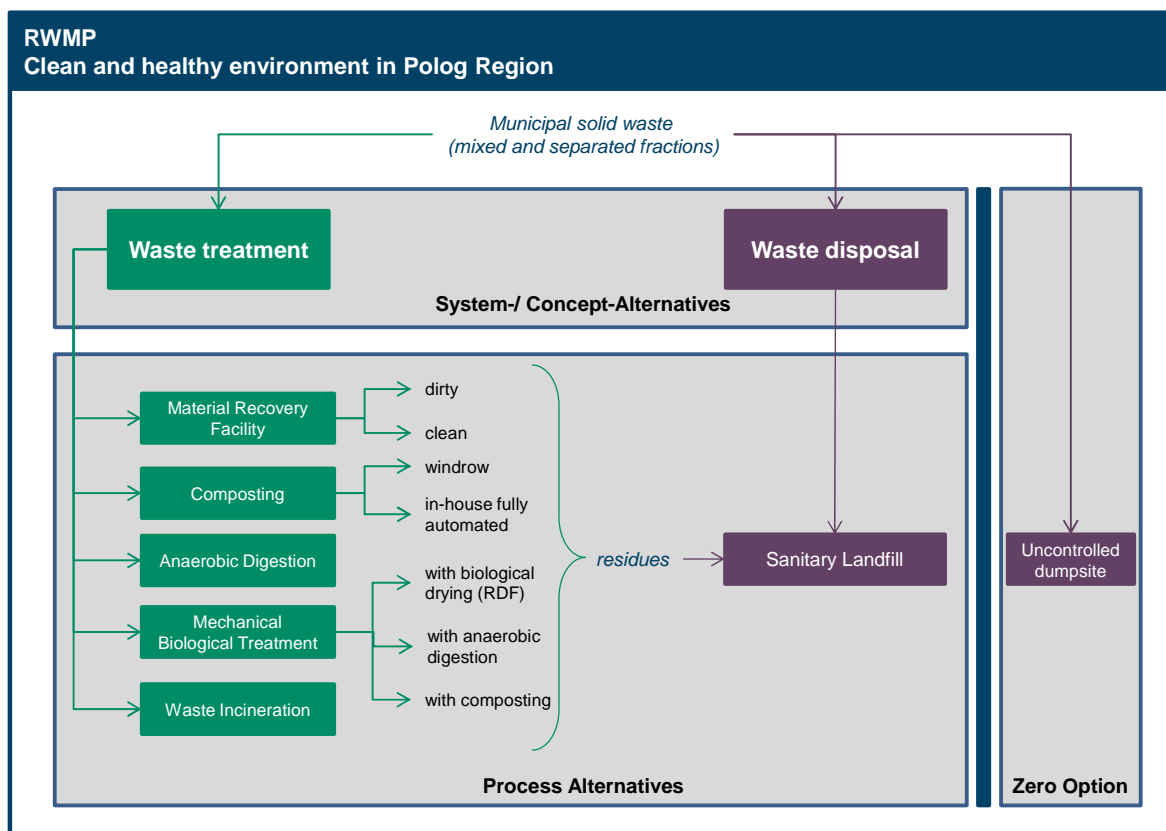 RWMP
Clean and healthy environment in Polog Region
Municipal solid waste
(mixed and separated fractions)
Waste treatment
Waste disposal
System-/ Concept-Alternatives
Material Recovery
Facility
dirty
clean
Composting
windrow
in-house fully
automated
Anaerobic Digestion
Mechanical
Biological Treatment
with biological
drying (RDF)
with anaerobic
digestion
with composting
Waste Incineration
residues
Sanitary Landfill
Uncontrolled
dumpsite
Process Alternatives
Zero Option